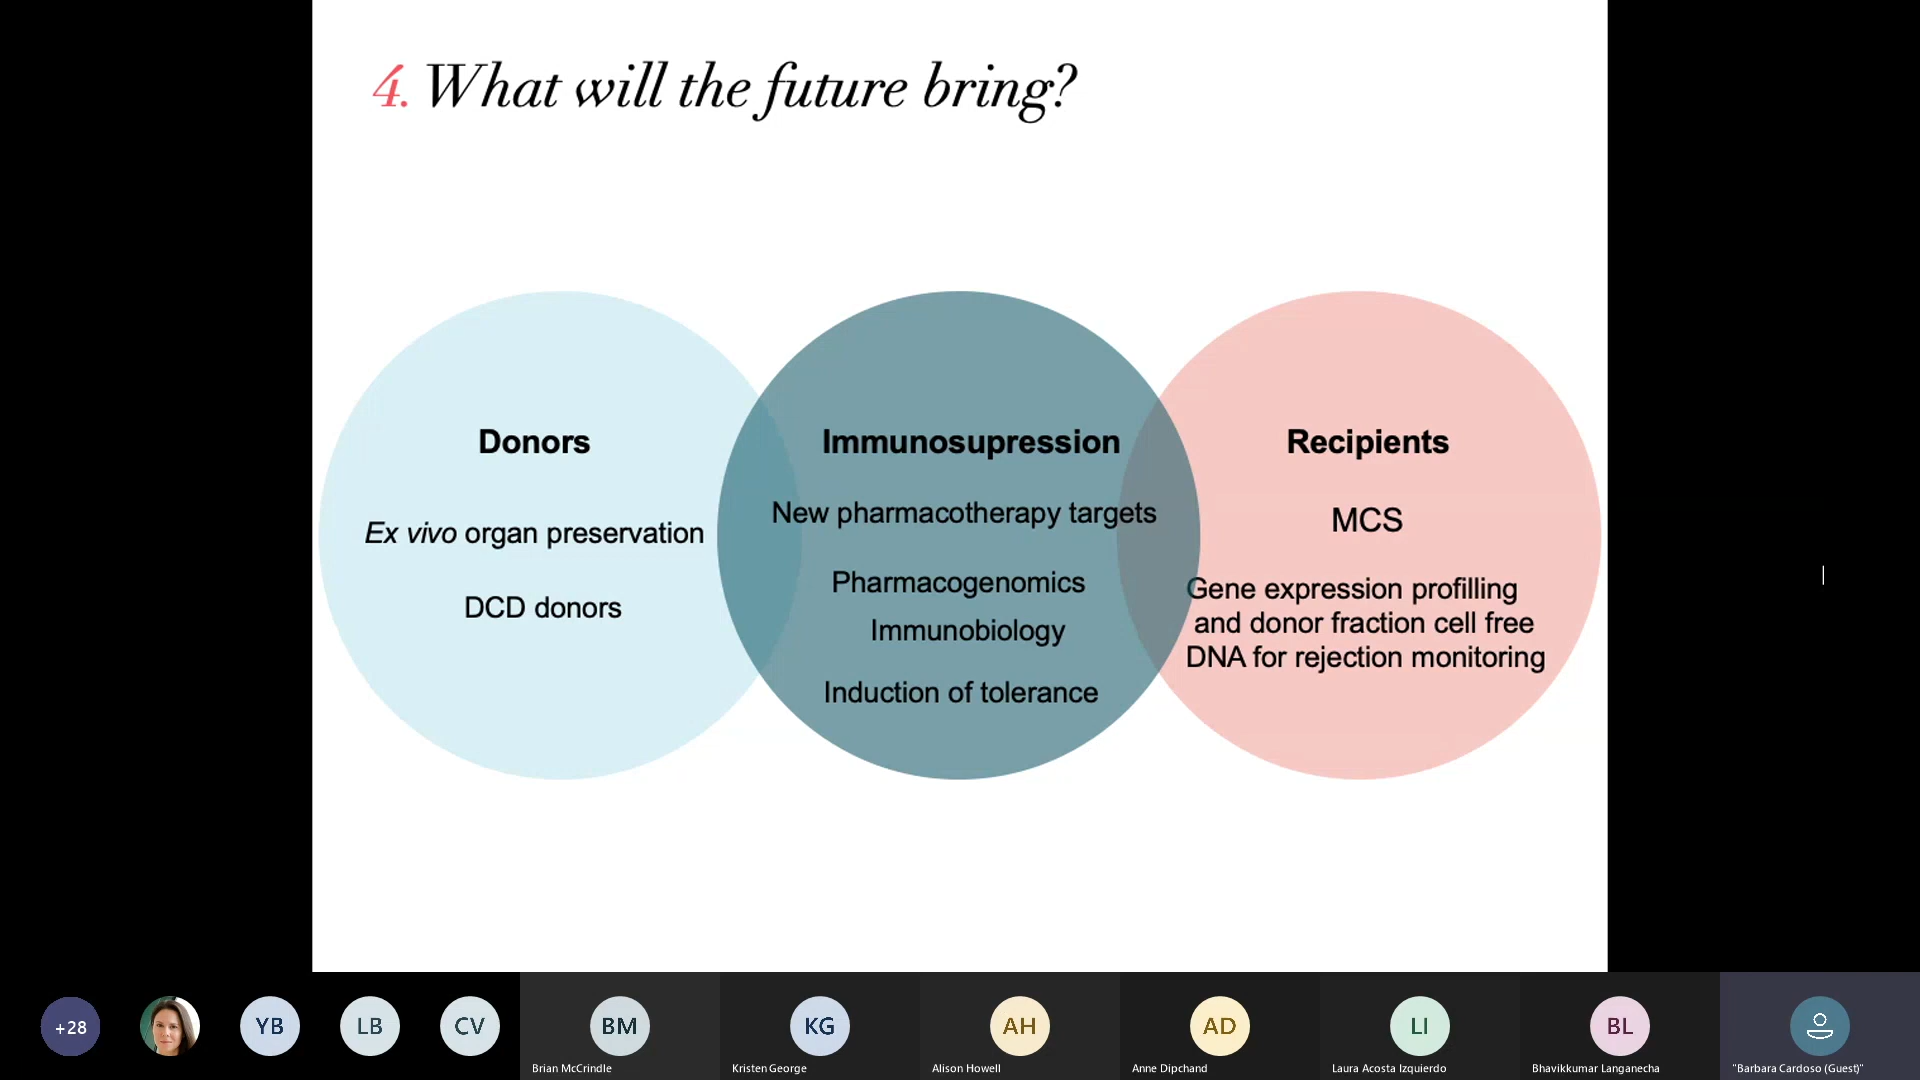 4. What will the future bring?
Donors
Ex vivo organ preservation
DCD donors
Immunosupression
New pharmacotherapy targets
Pharmacogenomics
Immunobiology
Induction of tolerance
Recipients
MCS
Gene expression profilling
and donor fraction cell free
DNA for rejection monitoring
+28
YB
LB
CV
BM
Brian McCrindle
KG
Kristen George
AH
Alison Howell
AD
Anne Dipchand
LI
Laura Acosta Izquierdo
BL
Bhavikkumar Langanecha
"Barbara Cardoso (Guest)"